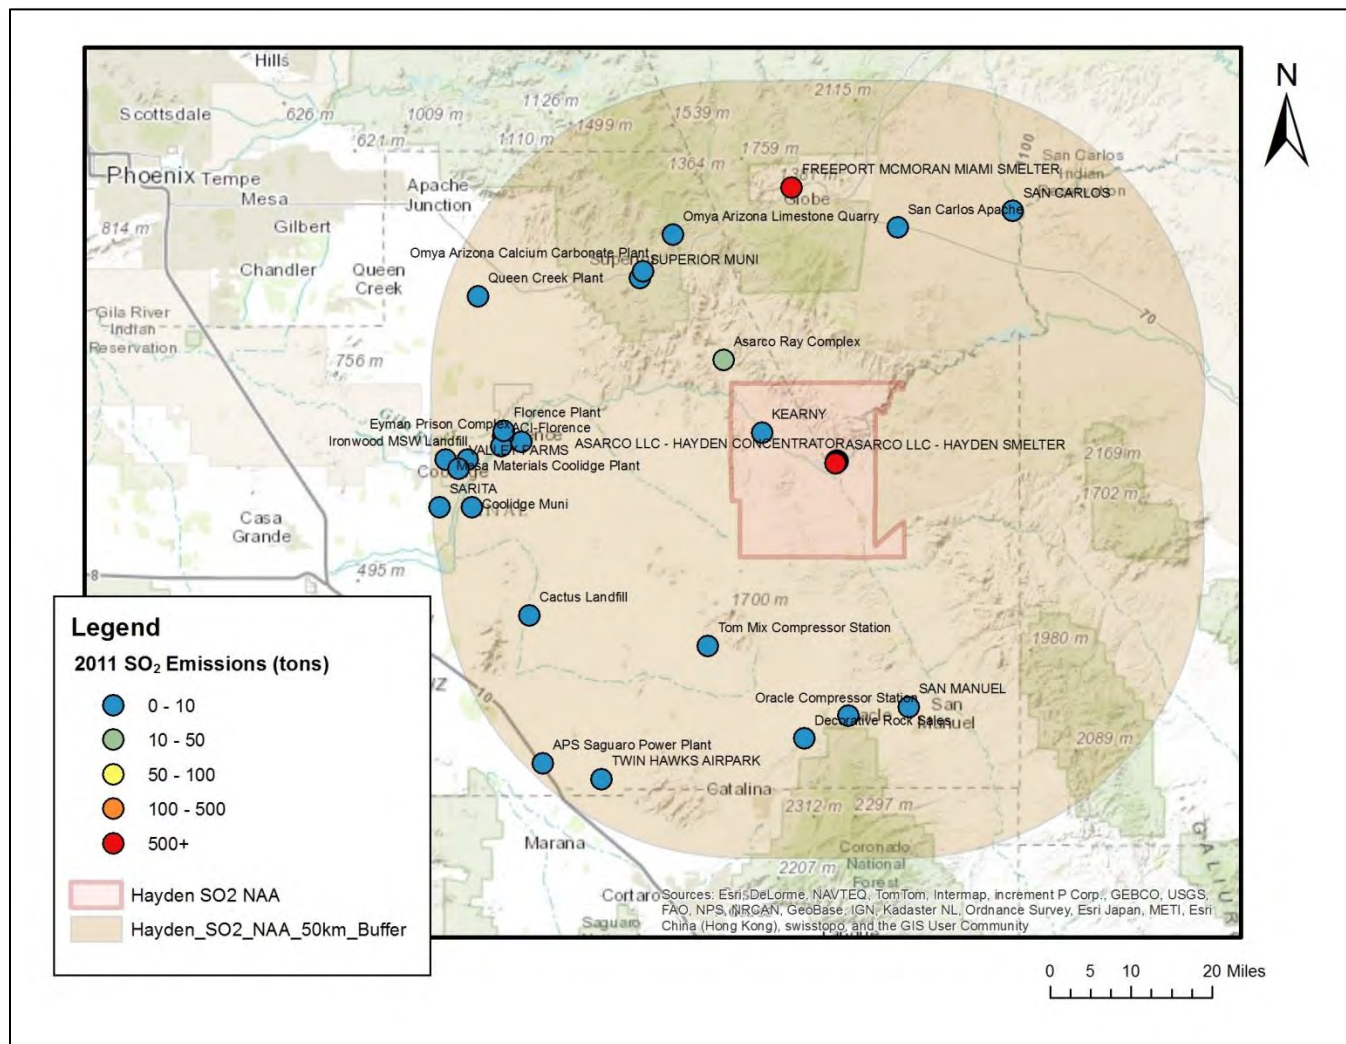 N
Hills
Scottsdale
626 m
1009 m
1126 m
1539 m
2115 m
1499 m
621 m
1110 m
1759 m
1364 m
Phoenix
Tempe
Mesa
Apache
Junction
San Carlos
Indian
FREEPORT MCMORAN MIAMI SMELTER
Globe
SAN CARLOS
814 m
Gilbert
Omya Arizona Limestone Quarry
San Carlos Apache
Omya Arizona Calcium Carbonate Plant
SUPERIOR MUNI
Chandler
Queen
Creek
Queen Creek Plant
Gila River
Indian
Reservation
70
756 m
Asarco Ray Complex
Florence Plant
Eyman Prison Complex
ACI-Florence
KEARNY
Ironwood MSW Landfill
ASARCO LLC - HAYDEN CONCENTRATOR
ASARCO LLC - HAYDEN SMELTER
VALLEY FARMS
Mesa Materials Coolidge Plant
2169 m
1702 m
SARITA
Coolidge Muni
Casa
Grande
495 m
8
Cactus Landfill
1700 m
Tom Mix Compressor Station
1980 m
10
Oracle Compressor Station
SAN MANUEL
San
Manuel
Decorative Rock Sales
2089 m
APS Saguaro Power Plant
TWIN HAWKS AIRPARK
Catalina
2312 m
2297 m
Marana
Coronado
National
Forest
2207 m
Cortaro
Saguaro
Legend
2011 SO₂ Emissions (tons)
0 - 10
10 - 50
50 - 100
100 - 500
500+
Hayden SO2 NAA
Hayden_SO2_NAA_50km_Buffer
Sources: Esri, DeLorme, NAVTEQ, TomTom, Intermap, increment P Corp., GEBCO, USGS,
FAO, NPS, NRCAN, GeoBase, IGN, Kadaster NL, Ordnance Survey, Esri Japan, METI, Esri
China (Hong Kong), swisstopo, and the GIS User Community
0 5 10 20 Miles